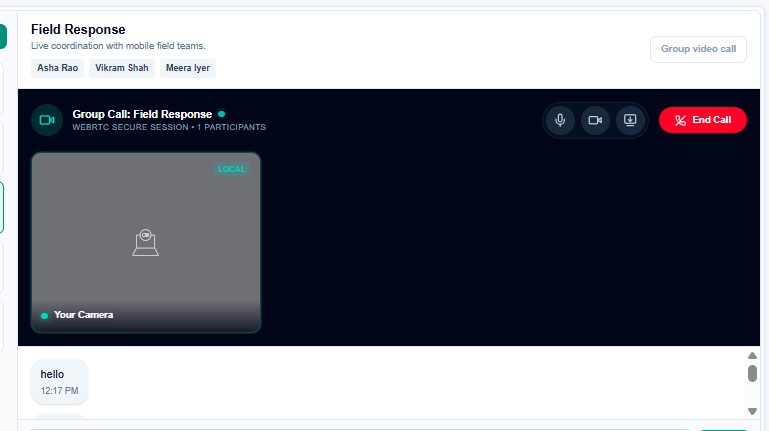 Field Response
Live coordination with mobile field teams.
Asha Rao Vikram Shah Meera Iyer
Group video call
Group Call: Field Response
WEBRTC SECURE SESSION • 1 PARTICIPANTS
End Call
LOCAL
Your Camera
hello
12:17 PM